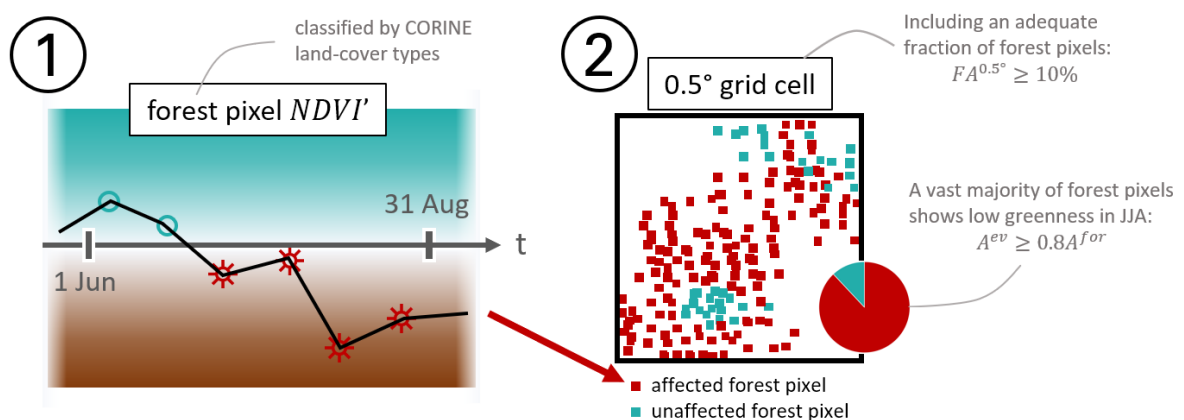 1
classified by CORINE
land-cover types
forest pixel NDVI'
31 Aug
t
1 Jun
2
Including an adequate
fraction of forest pixels:
FA^{0.5°} ≥ 10%
0.5° grid cell
A vast majority of forest pixels
shows low greenness in JJA:
A^{ev} ≥ 0.8A^{for}
affected forest pixel
unaffected forest pixel